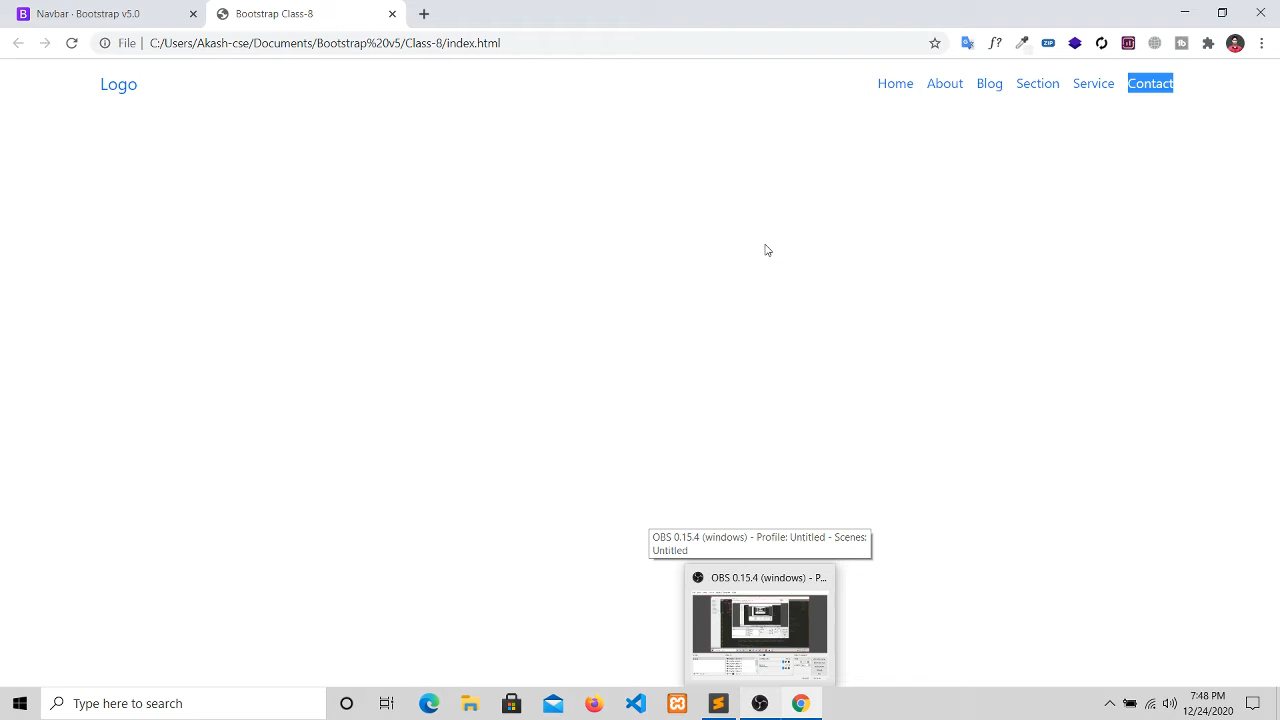 Navbar · Bootstrap v5.0
Bootstrap Class-8
File
C:/Users/Akash-cse/Documents/Bootstrap%20v5/Class-8/index.html
ƒ?
ZIP
Logo
Home About Blog Section Service Contact
OBS 0.15.4 (windows) - Profile: Untitled - Scenes:
Untitled
OBS 0.15.4 (windows) - P...
Type here to search
7:48 PM
12/24/2020